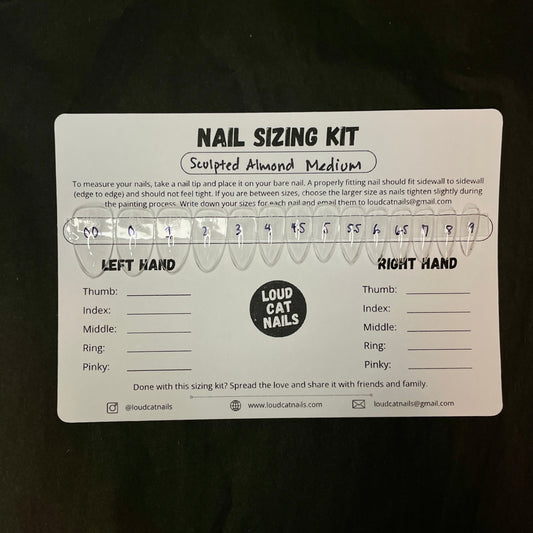 NAIL SIZING KIT
Sculpted Almond Medium
To measure your nails, take a nail tip and place it on your bare nail. A properly fitting nail should fit sidewall to sidewall
(edge to edge) and should not feel tight. If you are between sizes, choose the larger size as nails tighten slightly during
the painting process. Write down your sizes for each nail and email them to loudcatnails@gmail.com
00 0 1 2 3 4 4.5 5 5.5 6 6.5 7 8 9
LEFT HAND
Thumb:
Index:
Middle:
Ring:
Pinky:
LOUD
CAT
NAILS
RIGHT HAND
Thumb:
Index:
Middle:
Ring:
Pinky:
Done with this sizing kit? Spread the love and share it with friends and family.
@loudcatnails www.loudcatnails.com loudcatnails@gmail.com